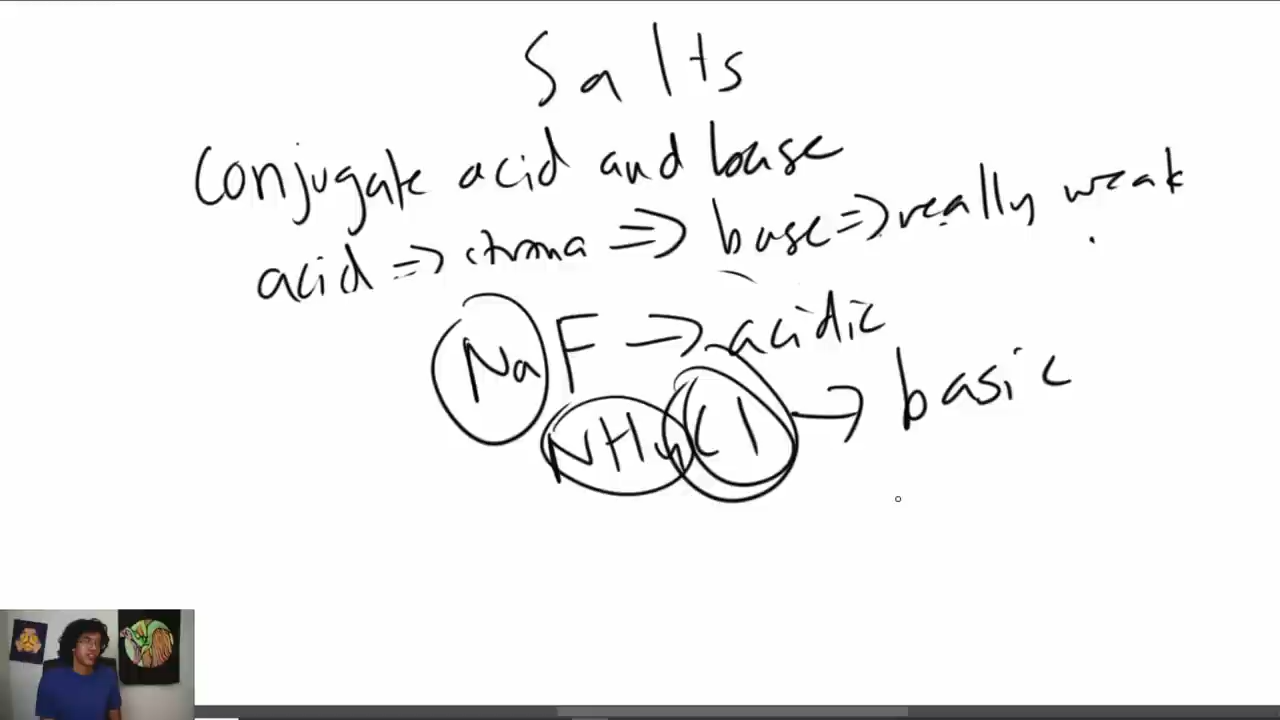 Salts
conjugate acid and base
acid => strong => base => really weak
NaF → acidic
NH4Cl → basic